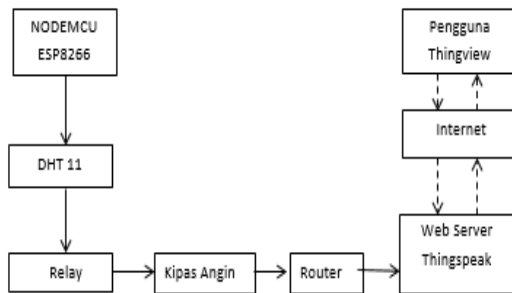 NODEMCU
ESP8266
DHT 11
Relay
Kipas Angin
Router
Web Server
Thingspeak
Internet
Pengguna
Thingview